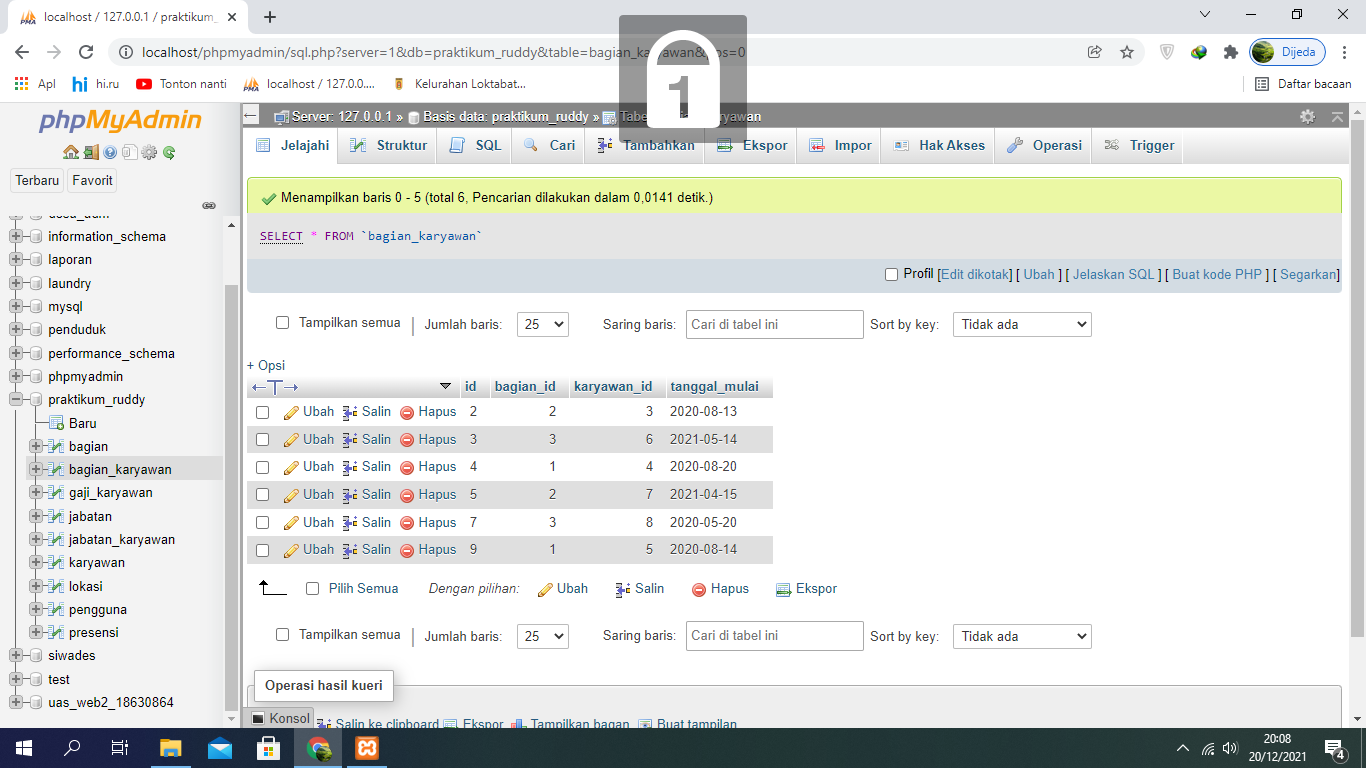 localhost / 127.0.0.1 / praktikum_
localhost/phpmyadmin/sql.php?server=1&db=praktikum_ruddy&table=bagian_karyawan&pos=0
Dijeda
Apl hi hi.ru Tonton nanti localhost / 127.0.0.... Kelurahan Loktabat... Daftar bacaan
1
phpMyAdmin
Terbaru Favorit
information_schema
laporan
laundry
mysql
penduduk
performance_schema
phpmyadmin
praktikum_ruddy
Baru
bagian
bagian_karyawan
gaji_karyawan
jabatan
jabatan_karyawan
karyawan
lokasi
pengguna
presensi
siwades
test
uas_web2_18630864
Server: 127.0.0.1 » Basis data: praktikum_ruddy »
Jelajahi Struktur SQL Cari Tambahkan Ekspor Impor Hak Akses Operasi Trigger
Menampilkan baris 0 - 5 (total 6, Pencarian dilakukan dalam 0,0141 detik.)
SELECT * FROM `bagian_karyawan`
Profil [Edit dikotak] [ Ubah ] [ Jelaskan SQL ] [ Buat kode PHP ] [ Segarkan]
Tampilkan semua | Jumlah baris: 25 Saring baris: Cari di tabel ini Sort by key: Tidak ada
+ Opsi
←T→ id bagian_id karyawan_id tanggal_mulai
Ubah Salin Hapus 2 2 3 2020-08-13
Ubah Salin Hapus 3 3 6 2021-05-14
Ubah Salin Hapus 4 1 4 2020-08-20
Ubah Salin Hapus 5 2 7 2021-04-15
Ubah Salin Hapus 7 3 8 2020-05-20
Ubah Salin Hapus 9 1 5 2020-08-14
Pilih Semua Dengan pilihan: Ubah Salin Hapus Ekspor
Tampilkan semua | Jumlah baris: 25 Saring baris: Cari di tabel ini Sort by key: Tidak ada
Operasi hasil kueri
Konsol Salin ke clipboard Ekspor Tampilkan bagan Buat tampilan
20:08
20/12/2021
4